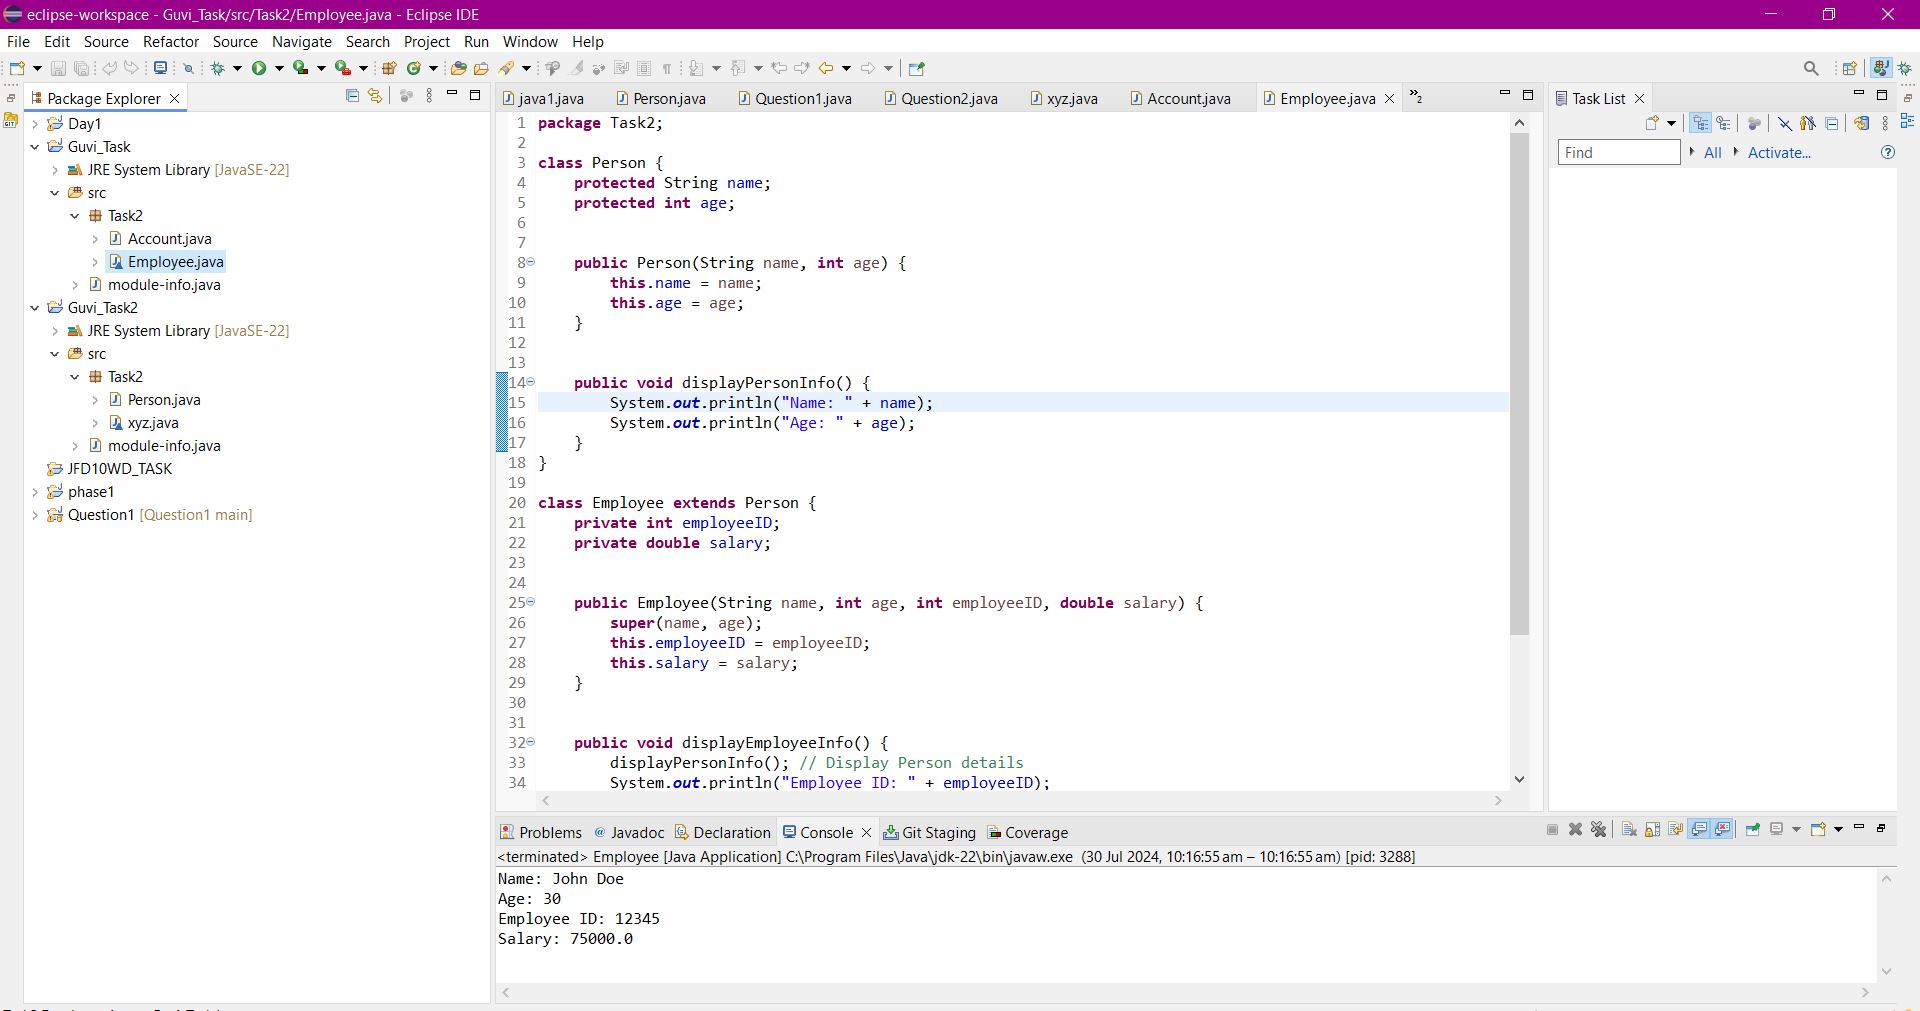 eclipse-workspace - Guvi_Task/src/Task2/Employee.java - Eclipse IDE
File Edit Source Refactor Source Navigate Search Project Run Window Help
Package Explorer
Day1
Guvi_Task
JRE System Library [JavaSE-22]
src
Task2
Account.java
Employee.java
module-info.java
Guvi_Task2
JRE System Library [JavaSE-22]
src
Task2
Person.java
xyz.java
module-info.java
JFD10WD_TASK
phase1
Question1 [Question1 main]
java1.java Person.java Question1.java Question2.java xyz.java Account.java Employee.java »2
1 package Task2;
2
3 class Person {
4     protected String name;
5     protected int age;
6
7
8     public Person(String name, int age) {
9         this.name = name;
10         this.age = age;
11     }
12
13
14     public void displayPersonInfo() {
15         System.out.println("Name: " + name);
16         System.out.println("Age: " + age);
17     }
18 }
19
20 class Employee extends Person {
21     private int employeeID;
22     private double salary;
23
24
25     public Employee(String name, int age, int employeeID, double salary) {
26         super(name, age);
27         this.employeeID = employeeID;
28         this.salary = salary;
29     }
30
31
32     public void displayEmployeeInfo() {
33         displayPersonInfo(); // Display Person details
34         System.out.println("Employee ID: " + employeeID);
Task List
Find All Activate...
Problems Javadoc Declaration Console Git Staging Coverage
<terminated> Employee [Java Application] C:\Program Files\Java\jdk-22\bin\javaw.exe (30 Jul 2024, 10:16:55 am – 10:16:55 am) [pid: 3288]
Name: John Doe
Age: 30
Employee ID: 12345
Salary: 75000.0